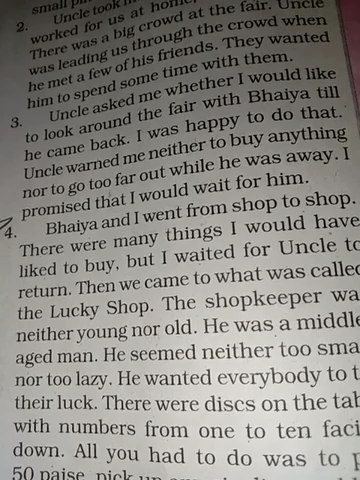 small
2. Uncle took
worked for us at home.
There was a big crowd at the fair. Uncle
was leading us through the crowd when
he met a few of his friends. They wanted
him to spend some time with them.
3. Uncle asked me whether I would like
to look around the fair with Bhaiya till
he came back. I was happy to do that.
Uncle warned me neither to buy anything
nor to go too far out while he was away. I
promised that I would wait for him.
4. Bhaiya and I went from shop to shop.
There were many things I would have
liked to buy, but I waited for Uncle to
return. Then we came to what was called
the Lucky Shop. The shopkeeper wa
neither young nor old. He was a middle
aged man. He seemed neither too sma
nor too lazy. He wanted everybody to t
their luck. There were discs on the tab
with numbers from one to ten faci
down. All you had to do was to p
50 paise, pick up